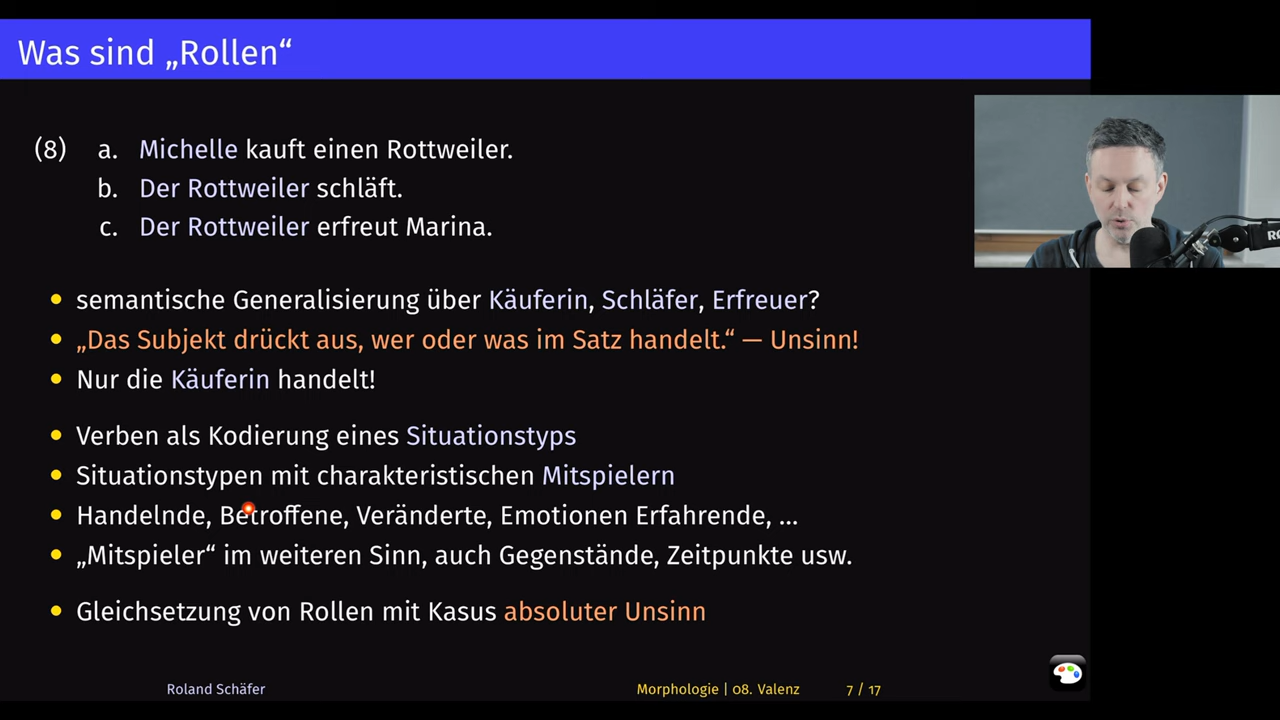 Was sind „Rollen“
(8) a. Michelle kauft einen Rottweiler.
b. Der Rottweiler schläft.
c. Der Rottweiler erfreut Marina.
• semantische Generalisierung über Käuferin, Schläfer, Erfreuer?
• „Das Subjekt drückt aus, wer oder was im Satz handelt.“ — Unsinn!
• Nur die Käuferin handelt!
• Verben als Kodierung eines Situationstyps
• Situationstypen mit charakteristischen Mitspielern
• Handelnde, Betroffene, Veränderte, Emotionen Erfahrende, ...
• „Mitspieler“ im weiteren Sinn, auch Gegenstände, Zeitpunkte usw.
• Gleichsetzung von Rollen mit Kasus absoluter Unsinn
Roland Schäfer Morphologie | 08. Valenz 7 / 17